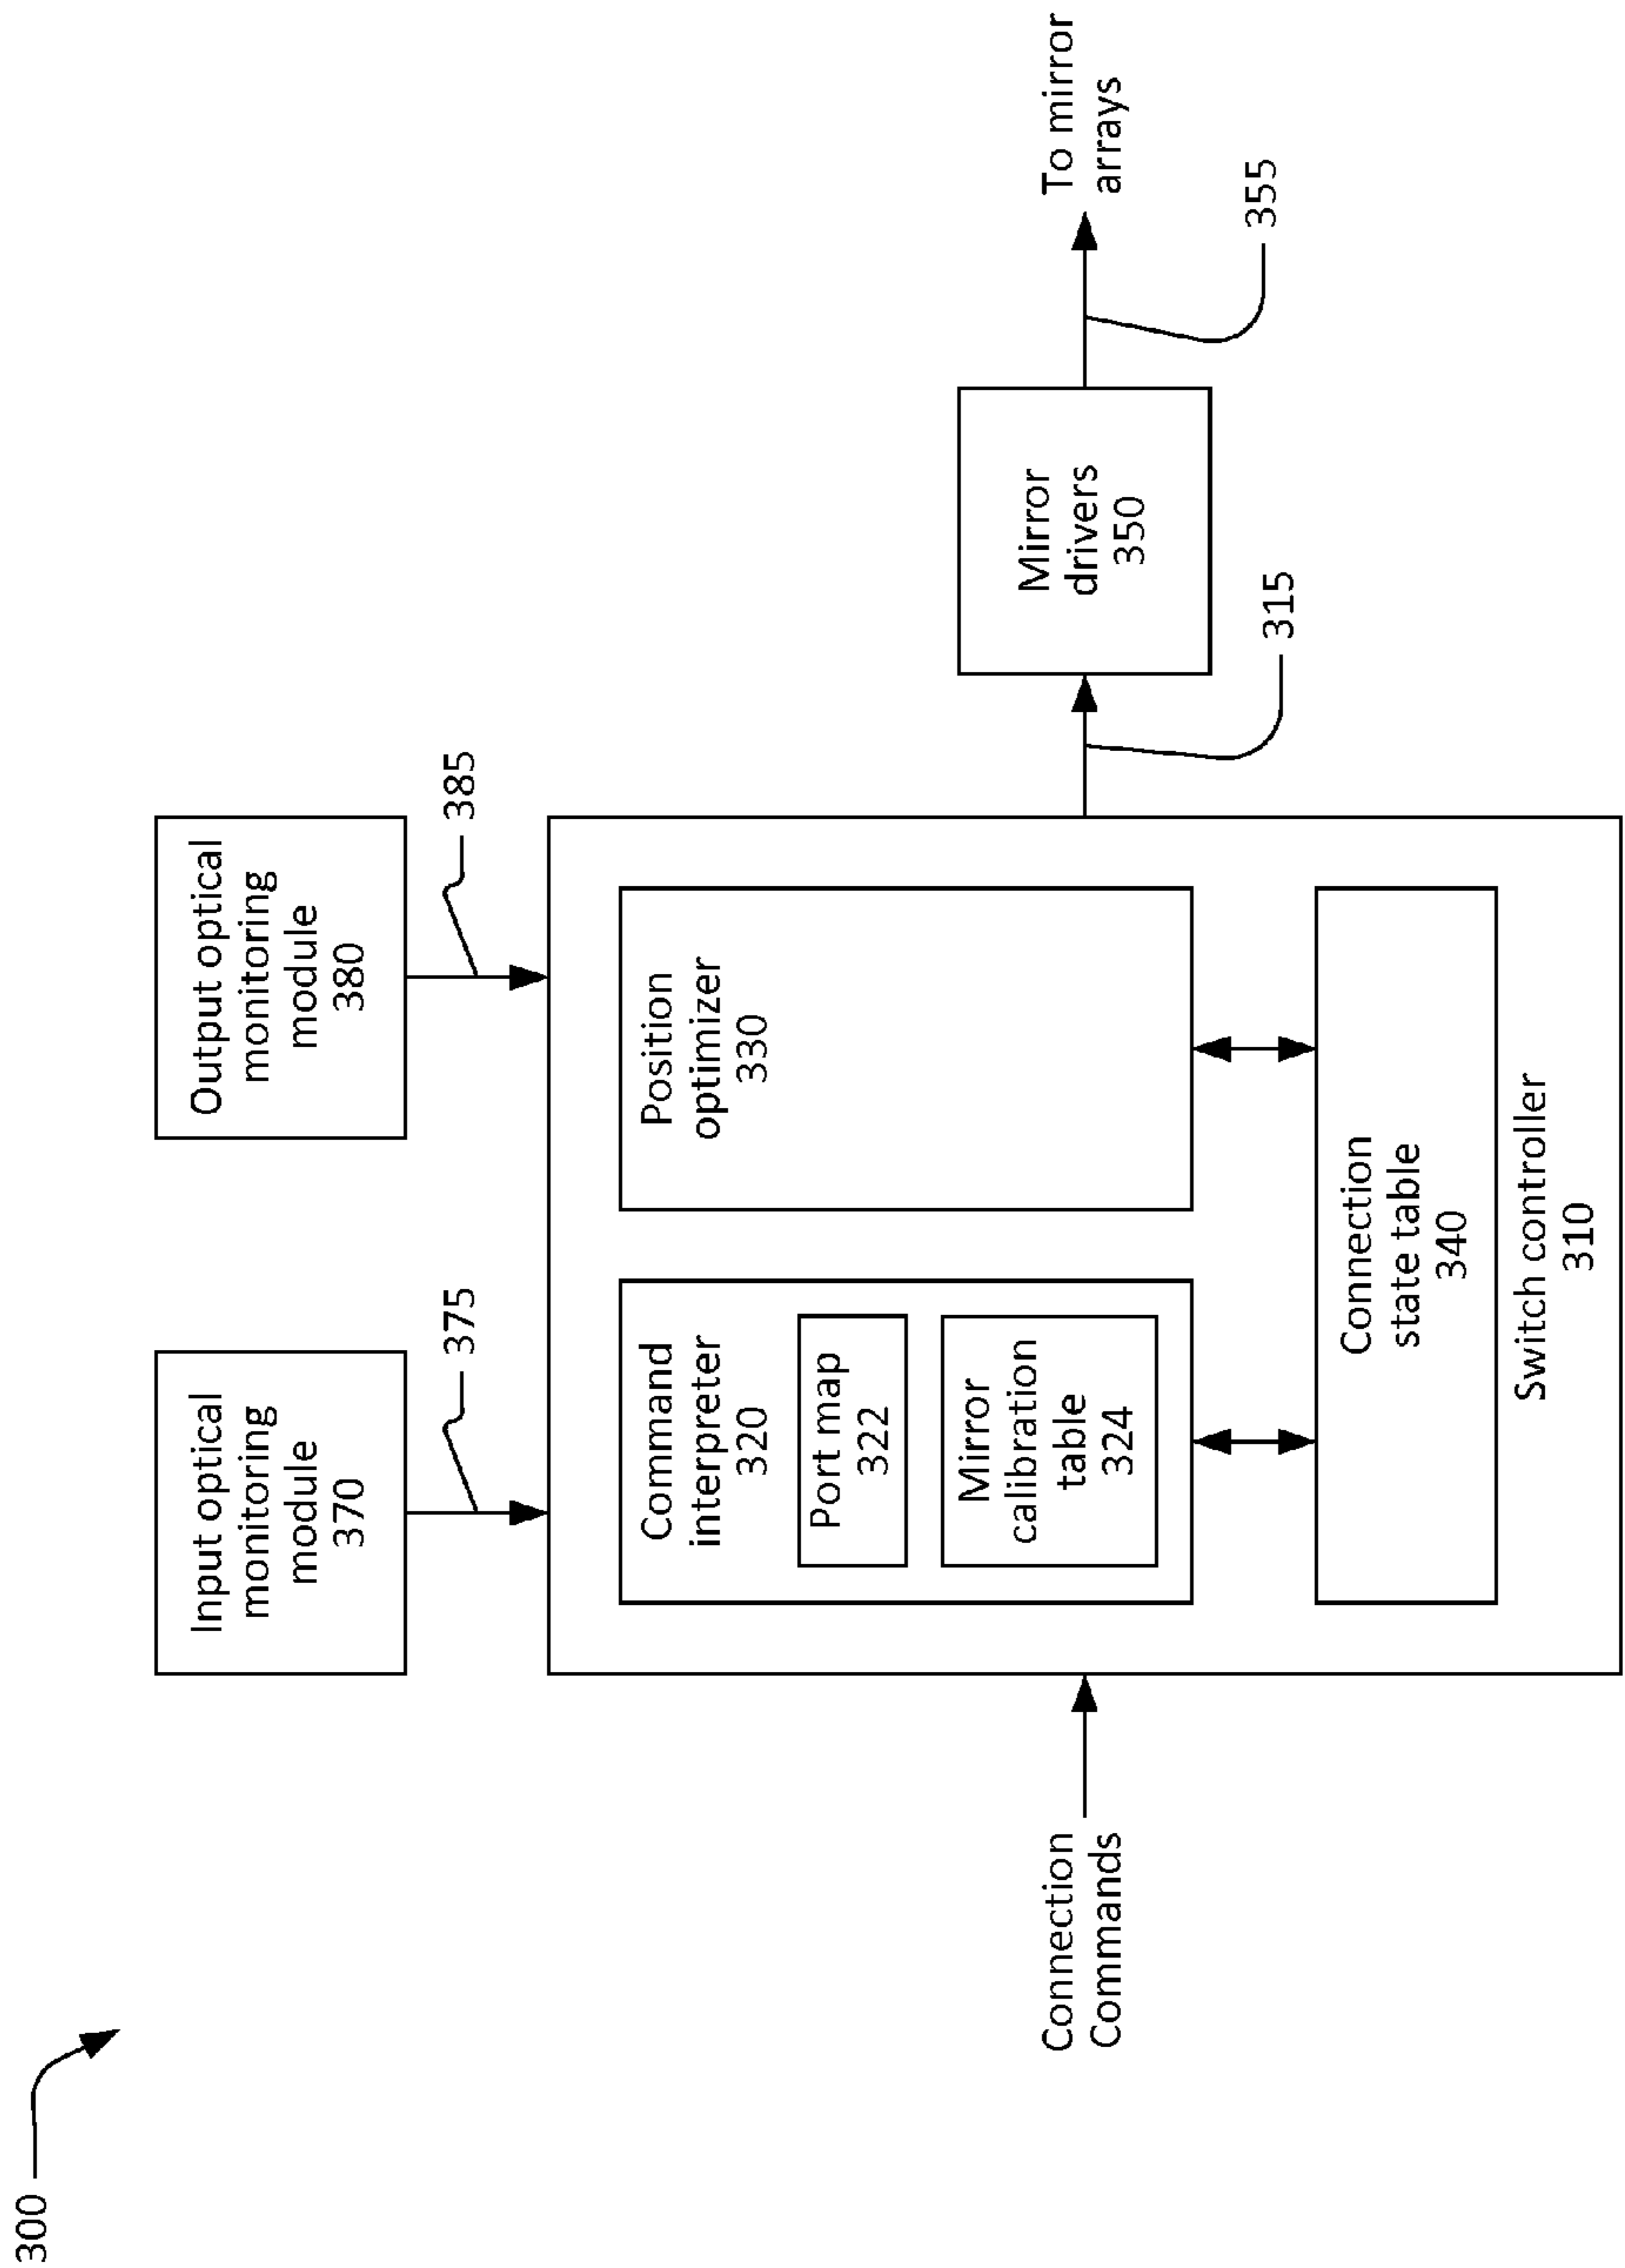 300
Input optical
monitoring
module
370
Output optical
monitoring
module
380
375
385
Command
interpreter
320
Port map
322
Mirror
calibration
table
324
Position
optimizer
330
Connection
Commands
Connection
state table
340
Switch controller
310
315
Mirror
drivers
350
355
To mirror
arrays